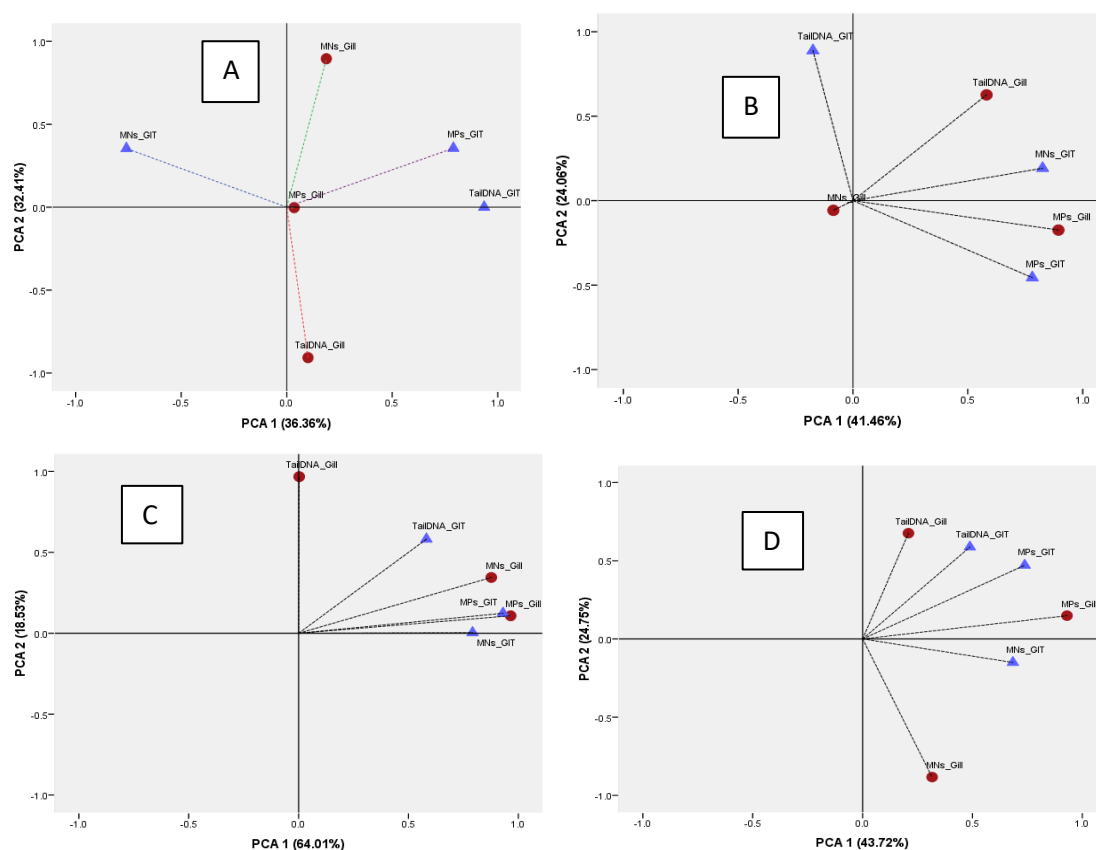 A
1.0
0.5
0.0
-0.5
-1.0
PCA 2 (32.41%)
MNs_Gill
MNs_GIT
MPs_GIT
MPs_Gill
TailDNA_GIT
TailDNA_Gill
-1.0 -0.5 0.0 0.5 1.0
PCA 1 (36.36%)
B
1.0
0.5
0.0
-0.5
-1.0
PCA 2 (24.06%)
TailDNA_GIT
TailDNA_Gill
MNs_GIT
MNs_Gill
MPs_Gill
MPs_GIT
-1.0 -0.5 0.0 0.5 1.0
PCA 1 (41.46%)
C
1.0
0.5
0.0
-0.5
-1.0
PCA 2 (18.53%)
TailDNA_Gill
TailDNA_GIT
MNs_Gill
MPs_GIT MPs_Gill
MNs_GIT
-1.0 -0.5 0.0 0.5 1.0
PCA 1 (64.01%)
D
1.0
0.5
0.0
-0.5
-1.0
PCA 2 (24.75%)
TailDNA_Gill
TailDNA_GIT
MPs_GIT
MPs_Gill
MNs_GIT
MNs_Gill
-1.0 -0.5 0.0 0.5 1.0
PCA 1 (43.72%)